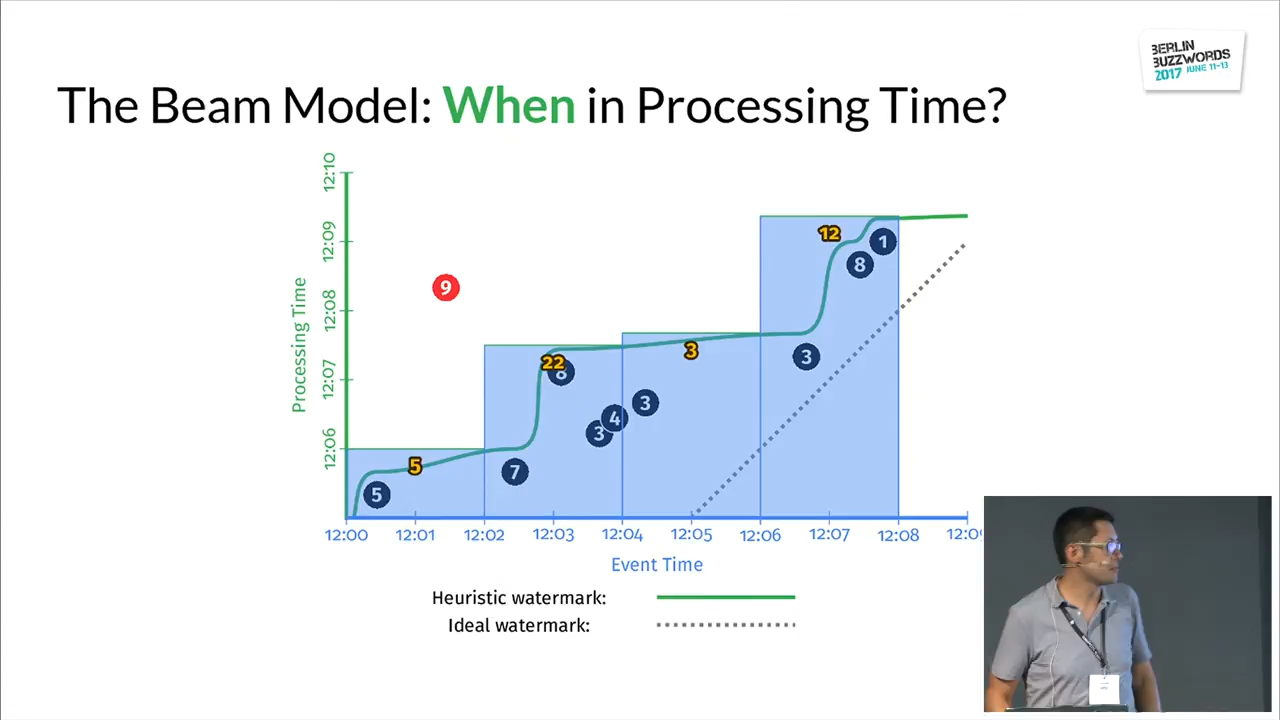 BERLIN
BUZZWORDS
2017 JUNE 11-13
The Beam Model: When in Processing Time?
Processing Time
12:10
12:09
12:08
12:07
12:06
9
12
1
8
22
8
3
3
3
4
3
5
7
5
12:00 12:01 12:02 12:03 12:04 12:05 12:06 12:07 12:08 12:09
Event Time
Heuristic watermark:
Ideal watermark: